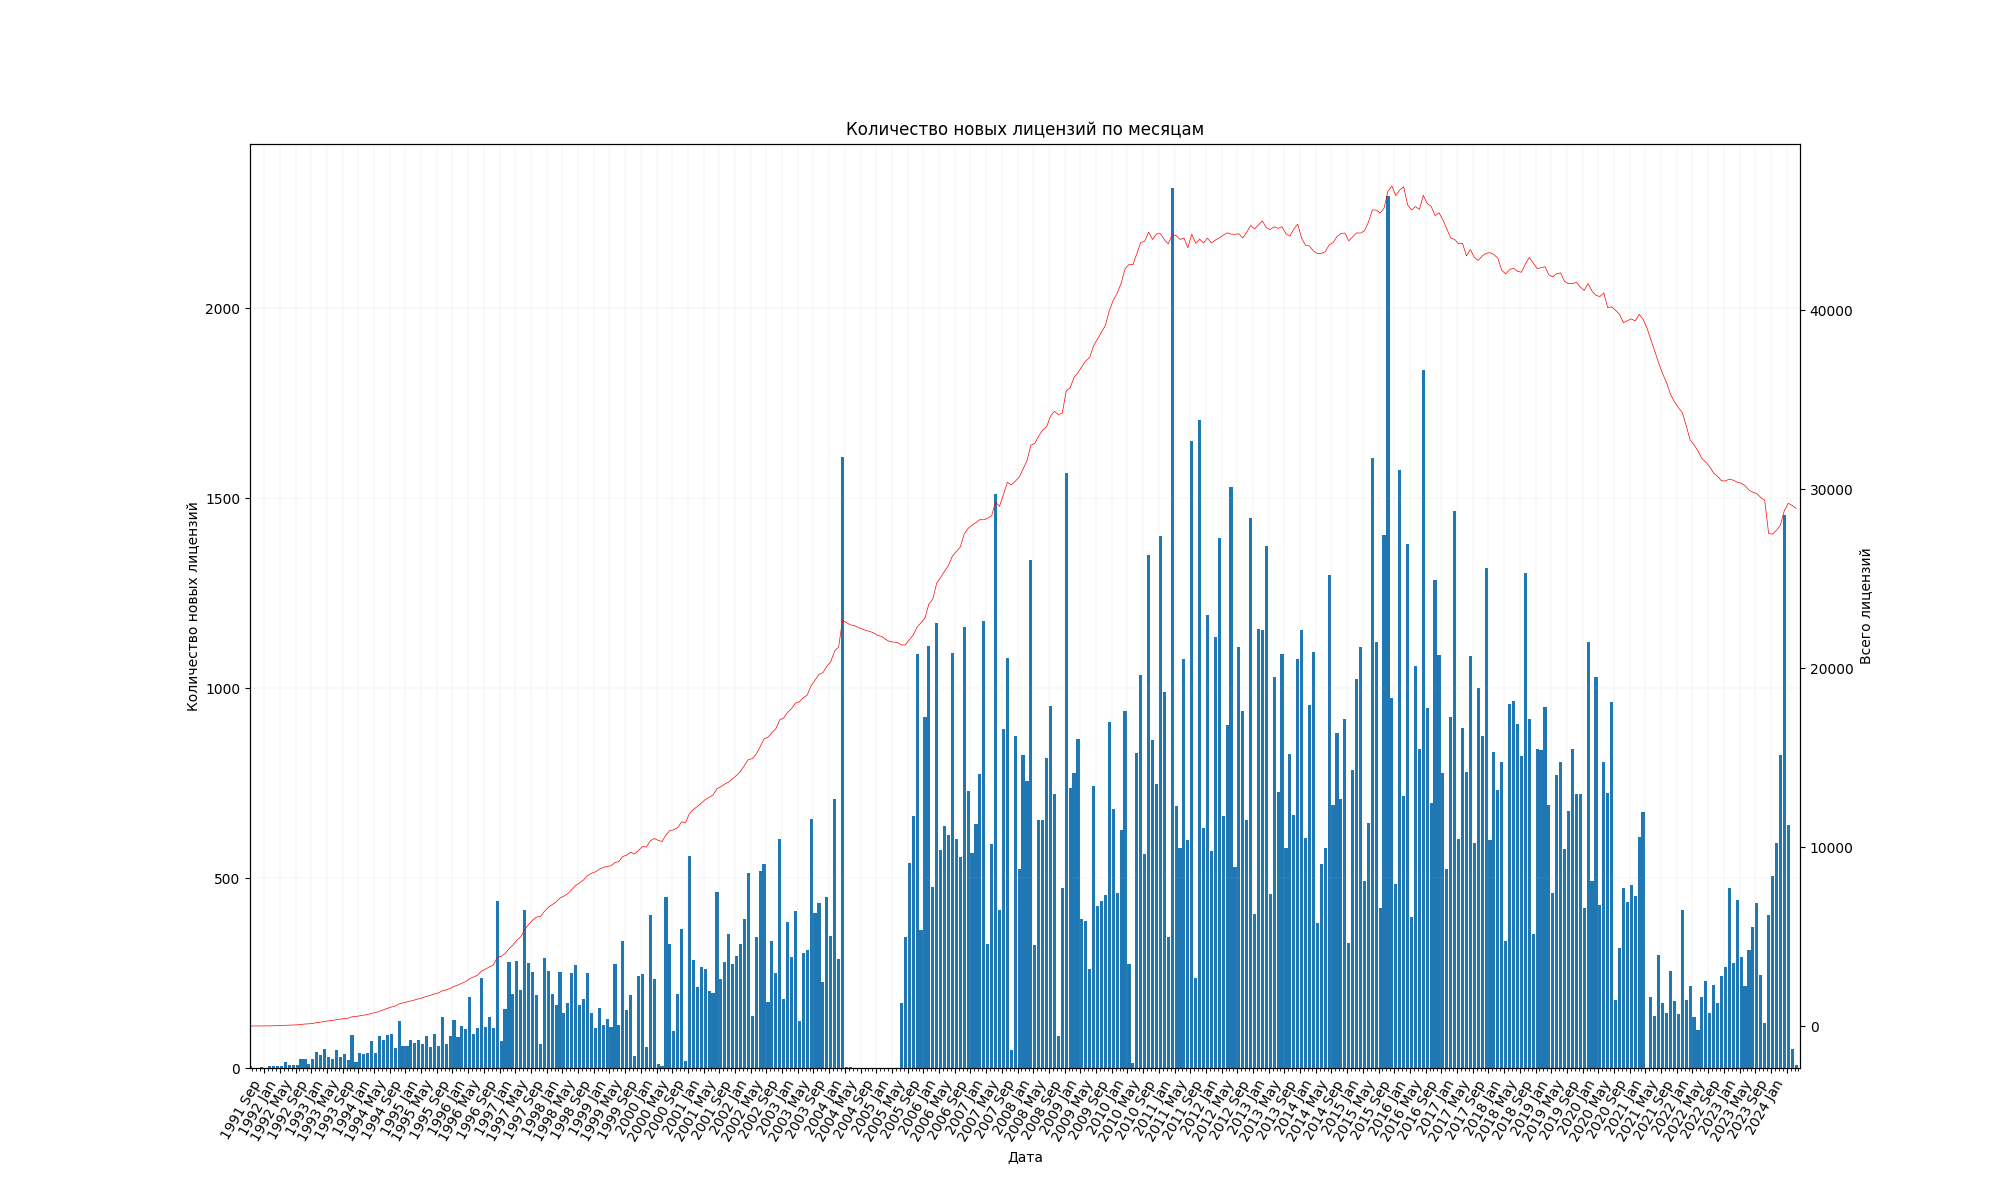 Количество новых лицензий по месяцам
Количество новых лицензий
2000
1500
1000
500
0
40000
30000
20000
10000
0
Всего лицензий
1991 Sep
1992 Jan
1992 May
1992 Sep
1993 Jan
1993 May
1993 Sep
1994 Jan
1994 May
1994 Sep
1995 Jan
1995 May
1995 Sep
1996 Jan
1996 May
1996 Sep
1997 Jan
1997 May
1997 Sep
1998 Jan
1998 May
1998 Sep
1999 Jan
1999 May
1999 Sep
2000 Jan
2000 May
2000 Sep
2001 Jan
2001 May
2001 Sep
2002 Jan
2002 May
2002 Sep
2003 Jan
2003 May
2003 Sep
2004 Jan
2004 May
2004 Sep
2005 Jan
2005 May
2005 Sep
2006 Jan
2006 May
2006 Sep
2007 Jan
2007 May
2007 Sep
2008 Jan
2008 May
2008 Sep
2009 Jan
2009 May
2009 Sep
2010 Jan
2010 May
2010 Sep
2011 Jan
2011 May
2011 Sep
2012 Jan
2012 May
2012 Sep
2013 Jan
2013 May
2013 Sep
2014 Jan
2014 May
2014 Sep
2015 Jan
2015 May
2015 Sep
2016 Jan
2016 May
2016 Sep
2017 Jan
2017 May
2017 Sep
2018 Jan
2018 May
2018 Sep
2019 Jan
2019 May
2019 Sep
2020 Jan
2020 May
2020 Sep
2021 Jan
2021 May
2021 Sep
2022 Jan
2022 May
2022 Sep
2023 Jan
2023 May
2023 Sep
2024 Jan
Дата